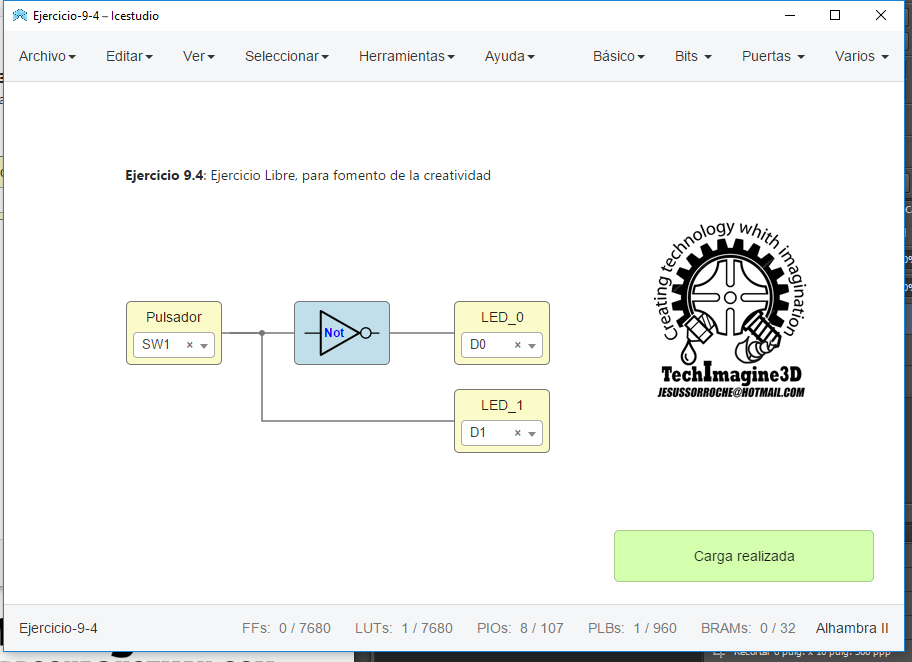 Ejercicio-9-4 – Icestudio
Archivo Editar Ver Seleccionar Herramientas Ayuda Básico Bits Puertas Varios
Ejercicio 9.4: Ejercicio Libre, para fomento de la creatividad
Creating technology whith imagination
Pulsador
SW1 ×
Not
LED_0
D0 ×
TechImagine3D
JESUSSORROCHE@HOTMAIL.COM
LED_1
D1 ×
Carga realizada
Ejercicio-9-4 FFs: 0 / 7680 LUTs: 1 / 7680 PIOs: 8 / 107 PLBs: 1 / 960 BRAMs: 0 / 32 Alhambra II